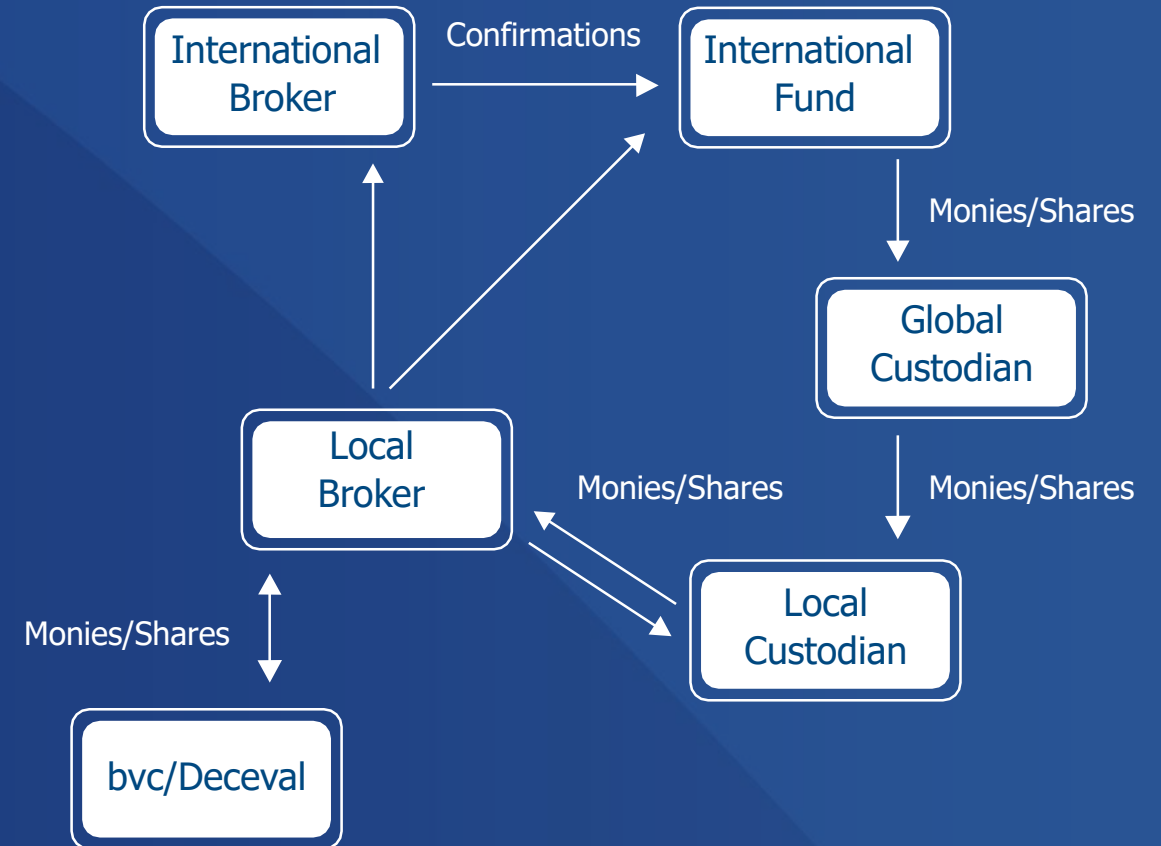 International
Broker
Confirmations
International
Fund
Monies/Shares
Global
Custodian
Local
Broker
Monies/Shares
Monies/Shares
Local
Custodian
Monies/Shares
bvc/Deceval